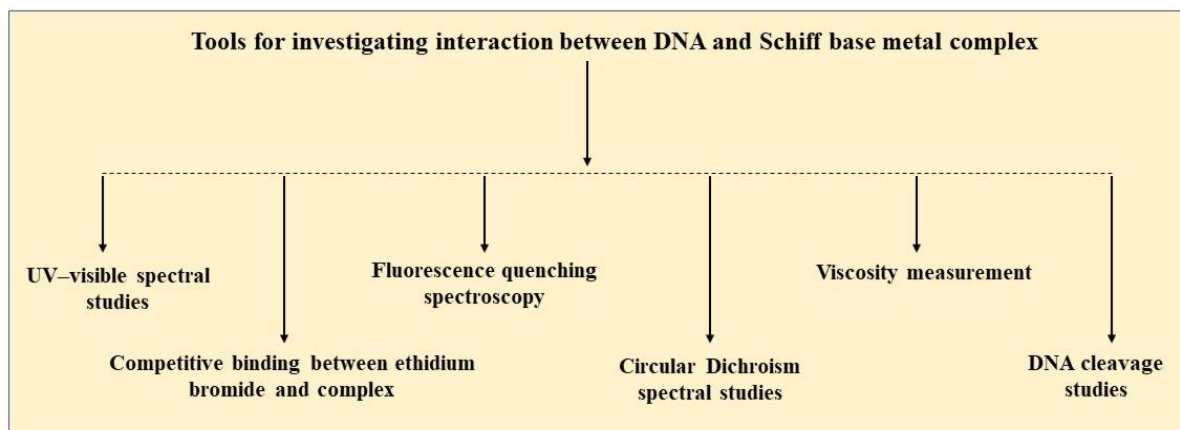 Tools for investigating interaction between DNA and Schiff base metal complex
UV–visible spectral
studies
Competitive binding between ethidium
bromide and complex
Fluorescence quenching
spectroscopy
Circular Dichroism
spectral studies
Viscosity measurement
DNA cleavage
studies